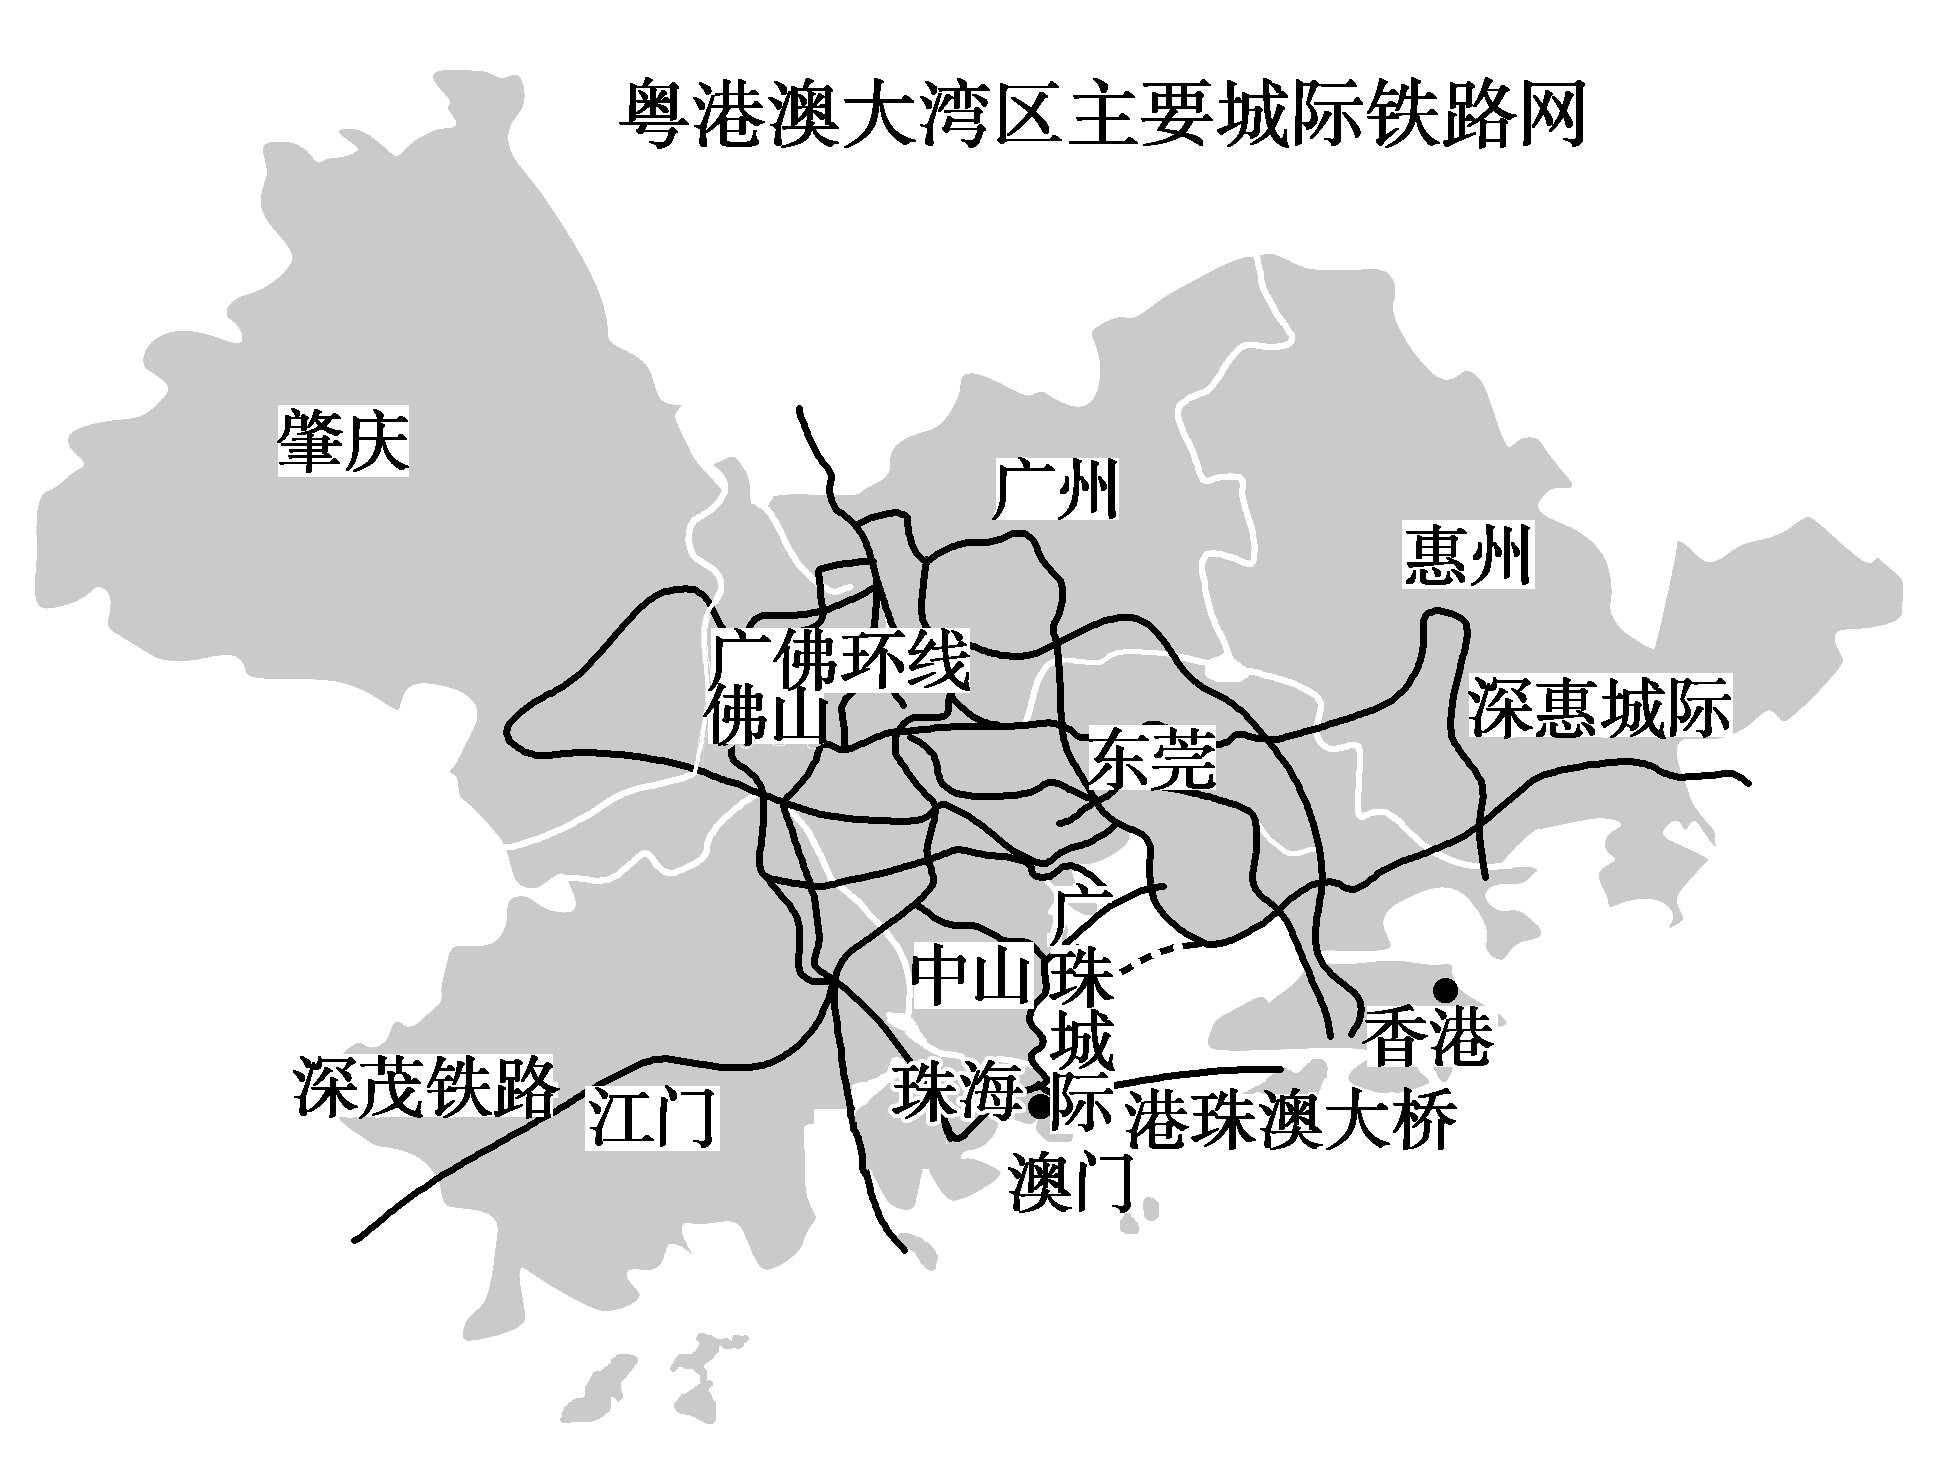 粤港澳大湾区主要城际铁路网
肇庆
广州
惠州
广佛环线
佛山
深惠城际
东莞
广珠城际
中山
香港
深茂铁路
江门
珠海
港珠澳大桥
澳门